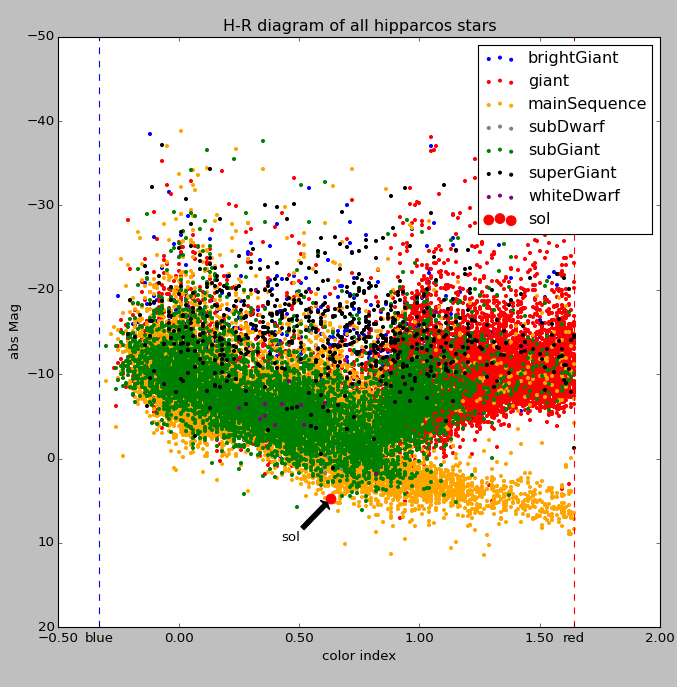 H-R diagram of all hipparcos stars
−50
−40
−30
−20
−10
0
10
20
abs Mag
brightGiant
giant
mainSequence
subDwarf
subGiant
superGiant
whiteDwarf
sol
sol
−0.50 blue 0.00 0.50 1.00 1.50 red 2.00
color index